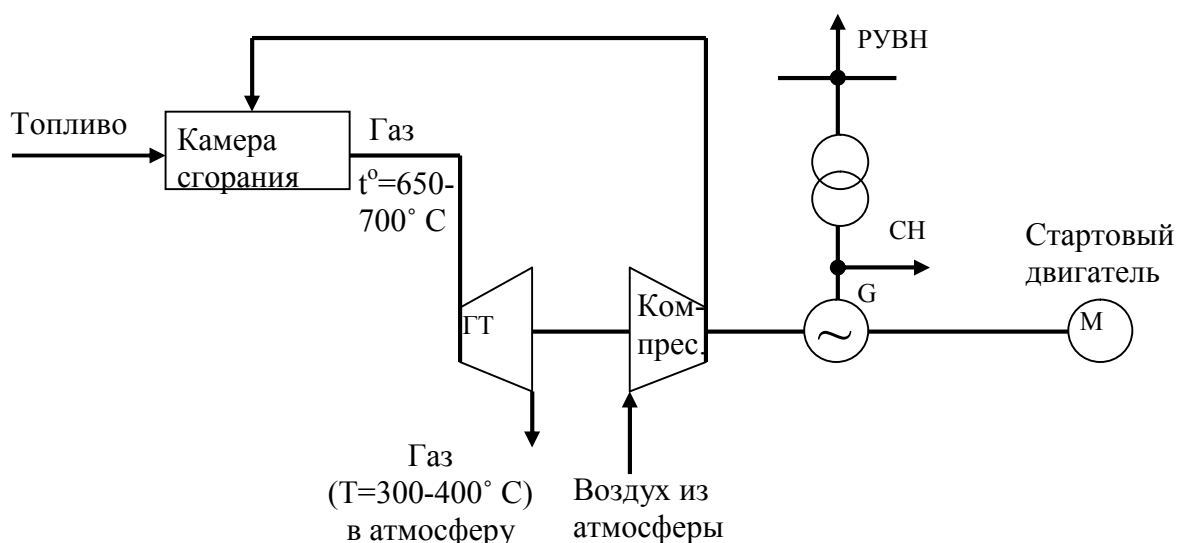 РУВН
Топливо
Камера
сгорания
Газ
tº=650-
700˚ С
СН
Стартовый
двигатель
G
М
~
ГТ
Ком-
прес.
Газ
(Т=300-400˚ С)
в атмосферу
Воздух из
атмосферы